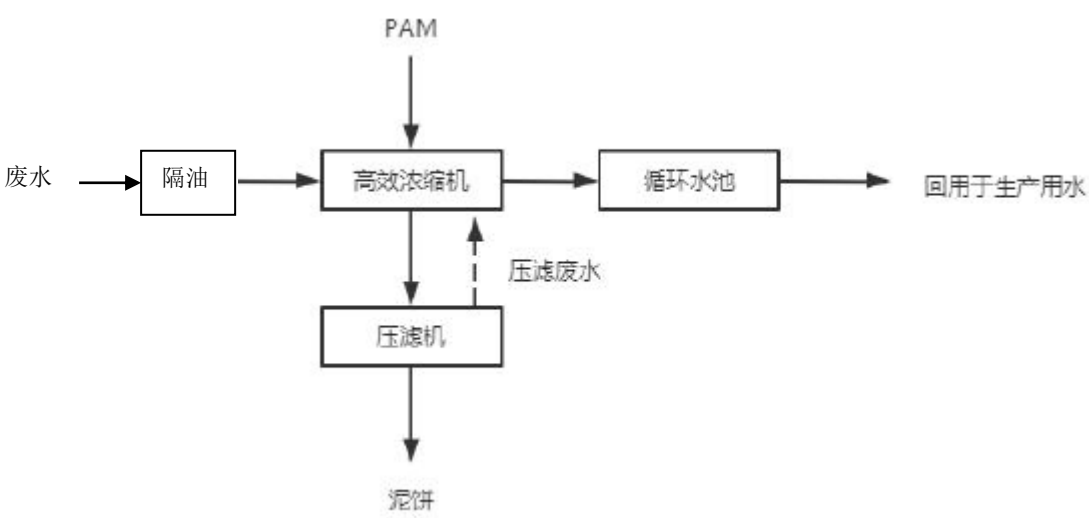 PAM
废水
隔油
高效浓缩机
循环水池
回用于生产用水
压滤废水
压滤机
泥饼